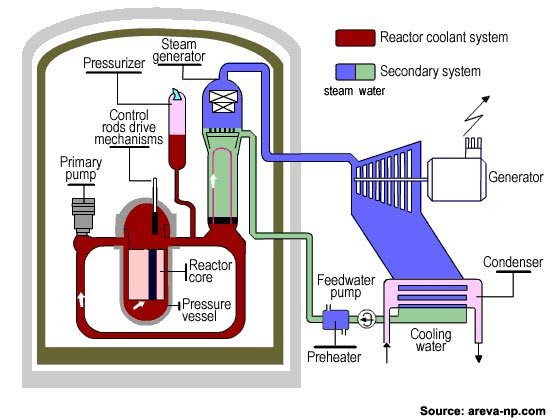 Steam
generator
Reactor coolant system
Pressurizer
Secondary system
steam water
Control
rods drive
mechanisms
Primary
pump
Generator
Condenser
Reactor
core
Feedwater
pump
Pressure
vessel
Cooling
water
Preheater
Source: areva-np.com